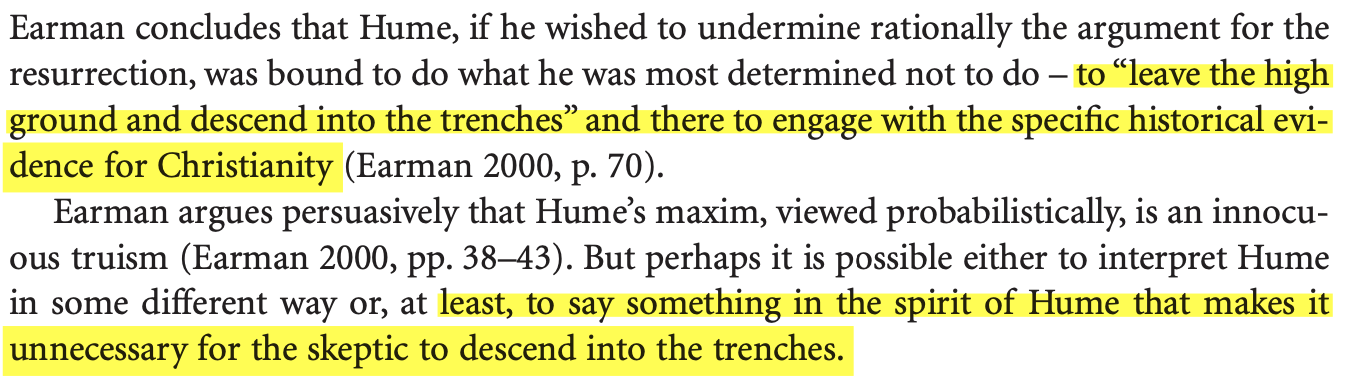 Earman concludes that Hume, if he wished to undermine rationally the argument for the
resurrection, was bound to do what he was most determined not to do – to “leave the high
ground and descend into the trenches” and there to engage with the specific historical evi-
dence for Christianity (Earman 2000, p. 70).
Earman argues persuasively that Hume’s maxim, viewed probabilistically, is an innocu-
ous truism (Earman 2000, pp. 38–43). But perhaps it is possible either to interpret Hume
in some different way or, at least, to say something in the spirit of Hume that makes it
unnecessary for the skeptic to descend into the trenches.